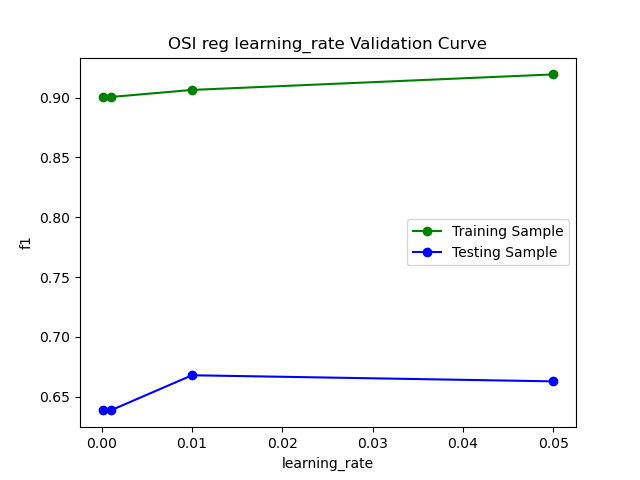 OSI reg learning_rate Validation Curve
0.90
0.85
0.80
0.75
0.70
0.65
f1
Training Sample
Testing Sample
0.00 0.01 0.02 0.03 0.04 0.05
learning_rate